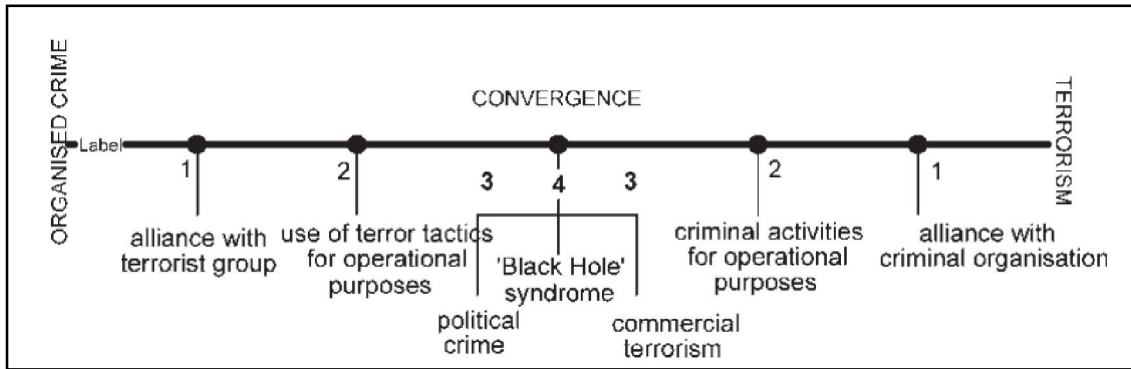 ORGANISED CRIME
CONVERGENCE
TERRORISM
Label
1
2
3
4
3
2
1
alliance with
terrorist group
use of terror tactics
for operational
purposes
'Black Hole'
syndrome
political
crime
commercial
terrorism
criminal activities
for operational
purposes
alliance with
criminal organisation